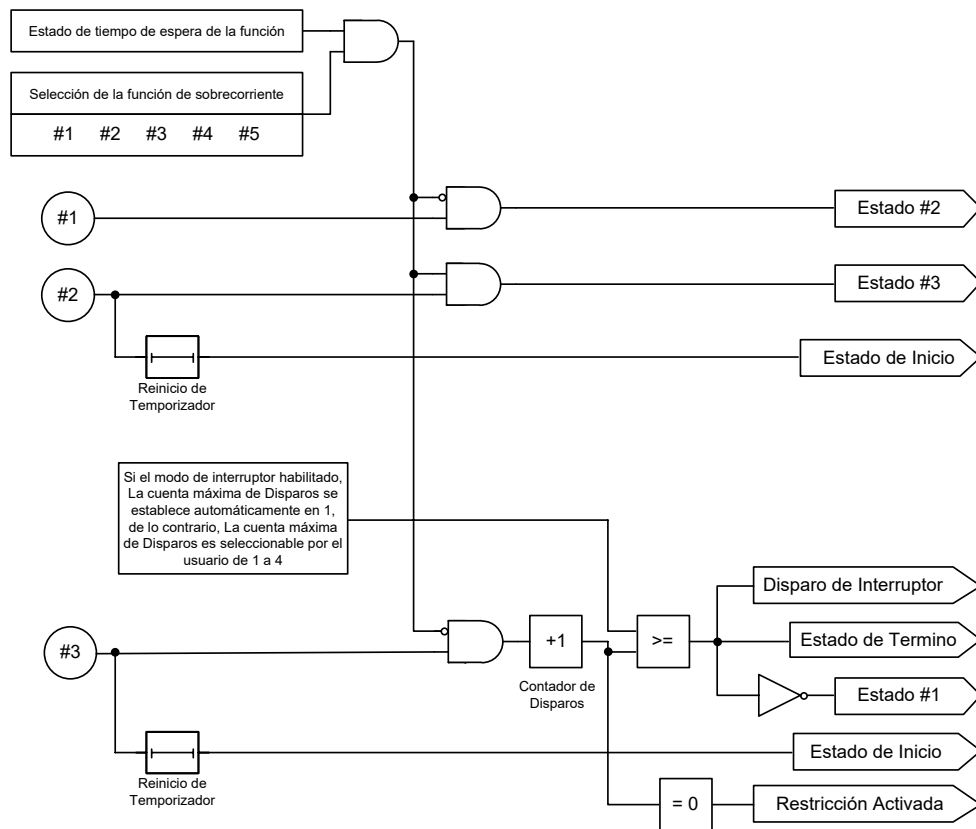 Estado de tiempo de espera de la función
Selección de la función de sobrecorriente
#1 #2 #3 #4 #5
#1
Estado #2
#2
Estado #3
Estado de Inicio
Reinicio de
Temporizador
Si el modo de interruptor habilitado,
La cuenta máxima de Disparos se
establece automáticamente en 1,
de lo contrario, La cuenta máxima
de Disparos es seleccionable por el
usuario de 1 a 4
Disparo de Interruptor
#3
+1
>=
Estado de Termino
Contador de
Disparos
Estado #1
Estado de Inicio
Reinicio de
Temporizador
= 0
Restricción Activada